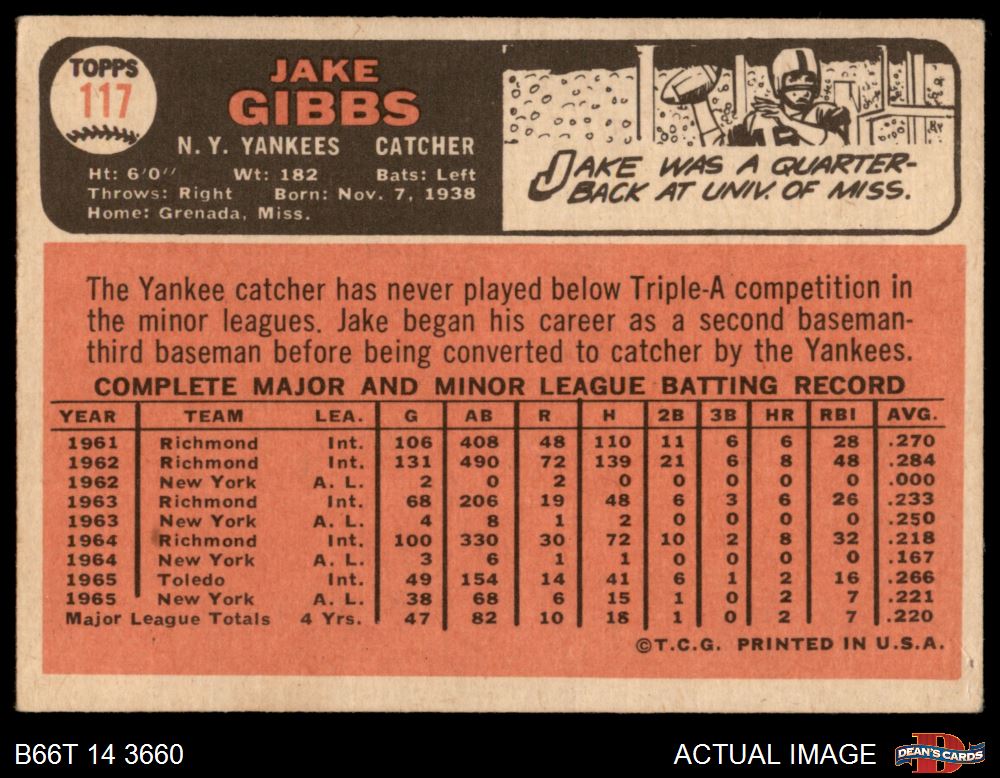 TOPPS
117
JAKE
GIBBS
N. Y. YANKEES CATCHER
Ht: 6'0" Wt: 182 Bats: Left
Throws: Right Born: Nov. 7, 1938
Home: Grenada, Miss.
JAKE WAS A QUARTER-
BACK AT UNIV. OF MISS.
The Yankee catcher has never played below Triple-A competition in
the minor leagues. Jake began his career as a second baseman-
third baseman before being converted to catcher by the Yankees.
COMPLETE MAJOR AND MINOR LEAGUE BATTING RECORD
YEAR TEAM LEA. G AB R H 2B 3B HR RBI AVG.
1961 Richmond Int. 106 408 48 110 11 6 6 28 .270
1962 Richmond Int. 131 490 72 139 21 6 8 48 .284
1962 New York A. L. 2 0 2 0 0 0 0 0 .000
1963 Richmond Int. 68 206 19 48 6 3 6 26 .233
1963 New York A. L. 4 8 1 2 0 0 0 0 .250
1964 Richmond Int. 100 330 30 72 10 2 8 32 .218
1964 New York A. L. 3 6 1 1 0 0 0 0 .167
1965 Toledo Int. 49 154 14 41 6 1 2 16 .266
1965 New York A. L. 38 68 6 15 1 0 2 7 .221
Major League Totals 4 Yrs. 47 82 10 18 1 0 2 7 .220
©T.C.G. PRINTED IN U.S.A.
B66T 14 3660 ACTUAL IMAGE DEAN'S CARDS